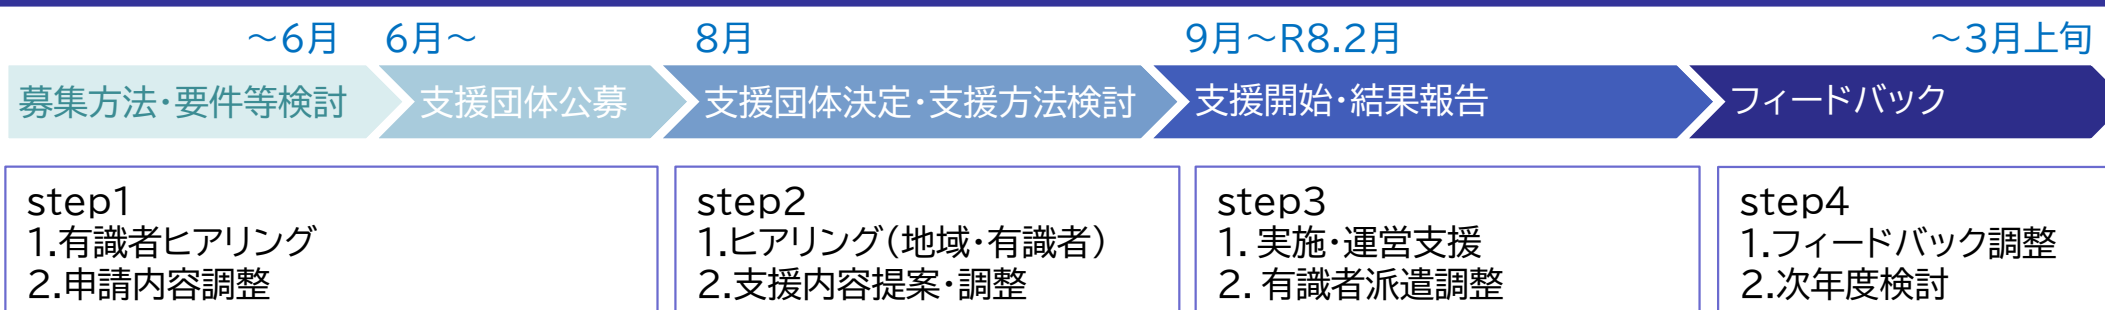 ～6月
6月～
8月
9月～R8.2月
～3月上旬
募集方法・要件等検討
支援団体公募
支援団体決定・支援方法検討
支援開始・結果報告
フィードバック
step1
1.有識者ヒアリング
2.申請内容調整
step2
1.ヒアリング（地域・有識者）
2.支援内容提案・調整
step3
1. 実施・運営支援
2. 有識者派遣調整
step4
1.フィードバック調整
2.次年度検討